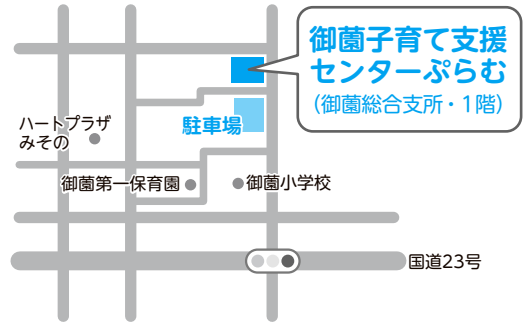 御薗子育て支援
センターぷらむ
（御薗総合支所・1階）
駐車場
ハートプラザ
みその
御薗第一保育園
御薗小学校
国道23号